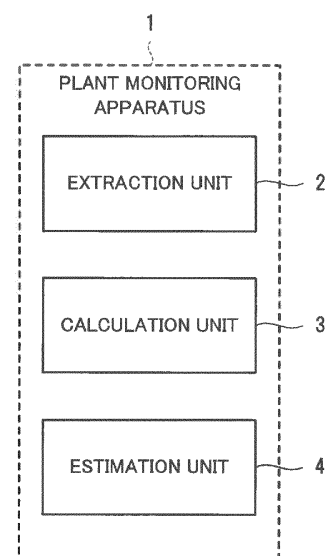 1
PLANT MONITORING
APPARATUS
EXTRACTION UNIT 2
CALCULATION UNIT 3
ESTIMATION UNIT 4